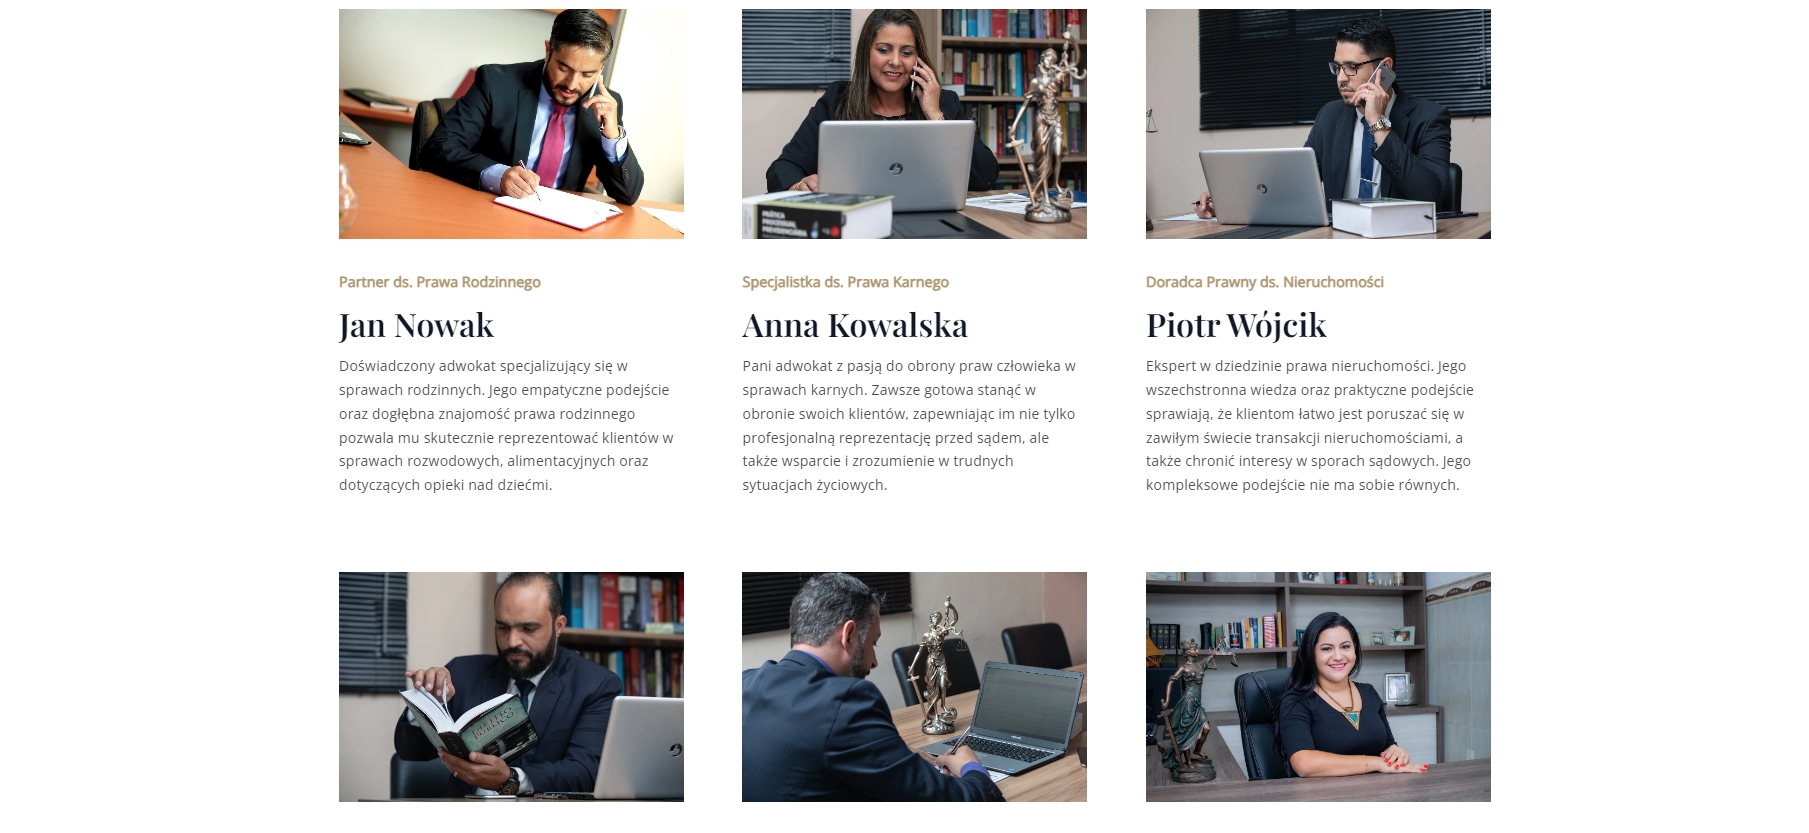 PRÁTICA
PROCESSUAL
PREVIDENCIÁRIA
Partner ds. Prawa Rodzinnego
Jan Nowak
Doświadczony adwokat specjalizujący się w
sprawach rodzinnych. Jego empatyczne podejście
oraz dogłębna znajomość prawa rodzinnego
pozwala mu skutecznie reprezentować klientów w
sprawach rozwodowych, alimentacyjnych oraz
dotyczących opieki nad dziećmi.
Specjalistka ds. Prawa Karnego
Anna Kowalska
Pani adwokat z pasją do obrony praw człowieka w
sprawach karnych. Zawsze gotowa stanąć w
obronie swoich klientów, zapewniając im nie tylko
profesjonalną reprezentację przed sądem, ale
także wsparcie i zrozumienie w trudnych
sytuacjach życiowych.
Doradca Prawny ds. Nieruchomości
Piotr Wójcik
Ekspert w dziedzinie prawa nieruchomości. Jego
wszechstronna wiedza oraz praktyczne podejście
sprawiają, że klientom łatwo jest poruszać się w
zawiłym świecie transakcji nieruchomościami, a
także chronić interesy w sporach sądowych. Jego
kompleksowe podejście nie ma sobie równych.